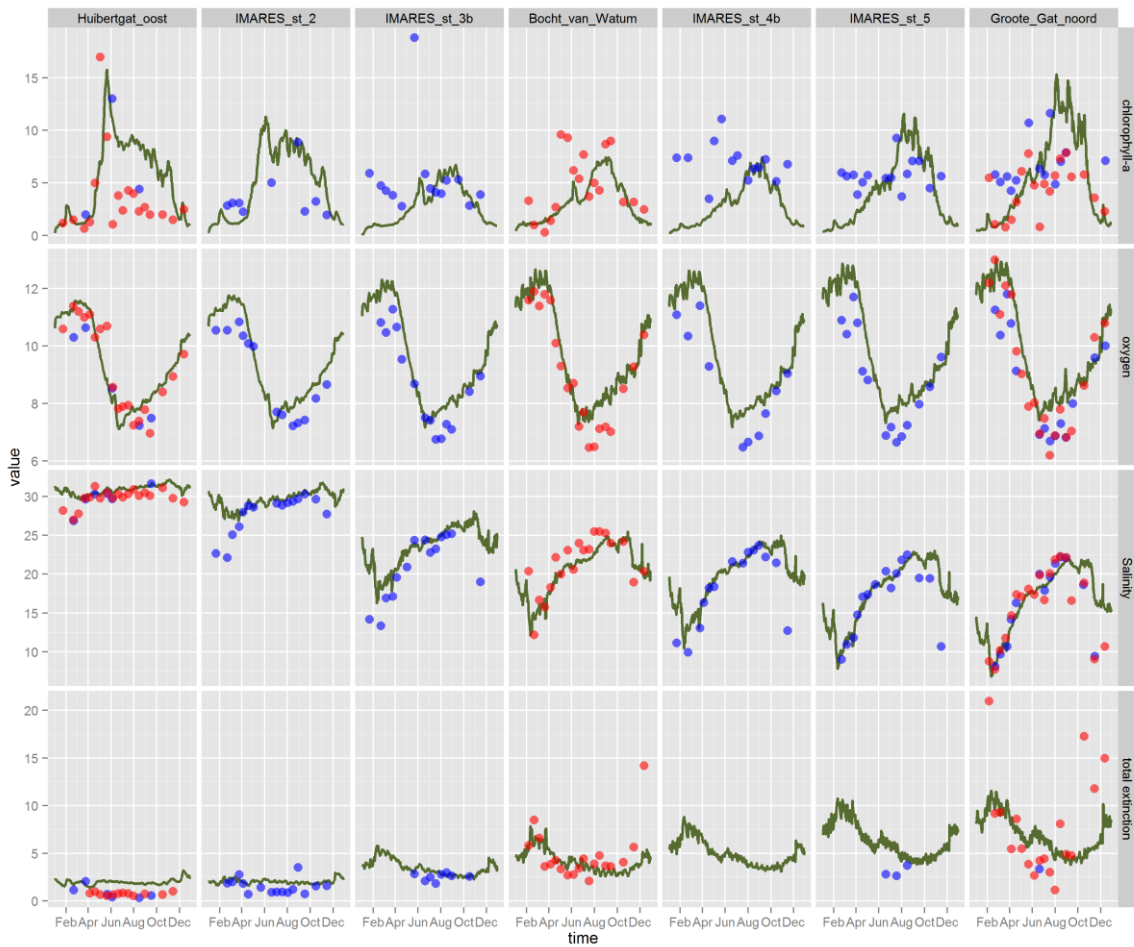 Huibertgat_oost IMARES_st_2 IMARES_st_3b Bocht_van_Watum IMARES_st_4b IMARES_st_5 Groote_Gat_noord
chlorophyll-a
15
10
5
0
oxygen
12
10
8
6
value
Salinity
30
25
20
15
10
total extinction
20
15
10
5
0
Feb Apr Jun Aug Oct Dec Feb Apr Jun Aug Oct Dec Feb Apr Jun Aug Oct Dec Feb Apr Jun Aug Oct Dec Feb Apr Jun Aug Oct Dec Feb Apr Jun Aug Oct Dec Feb Apr Jun Aug Oct Dec
time